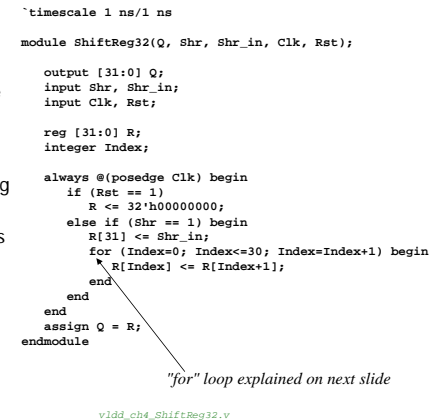 `timescale 1 ns/1 ns
module ShiftReg32(Q, Shr, Shr_in, Clk, Rst);
output [31:0] Q;
input Shr, Shr_in;
input Clk, Rst;
reg [31:0] R;
integer Index;
always @(posedge Clk) begin
if (Rst == 1)
R <= 32'h00000000;
else if (Shr == 1) begin
R[31] <= Shr_in;
for (Index=0; Index<=30; Index=Index+1) begin
R[Index] <= R[Index+1];
end
end
end
assign Q = R;
endmodule
"for" loop explained on next slide
vldd_ch4_ShiftReg32.v